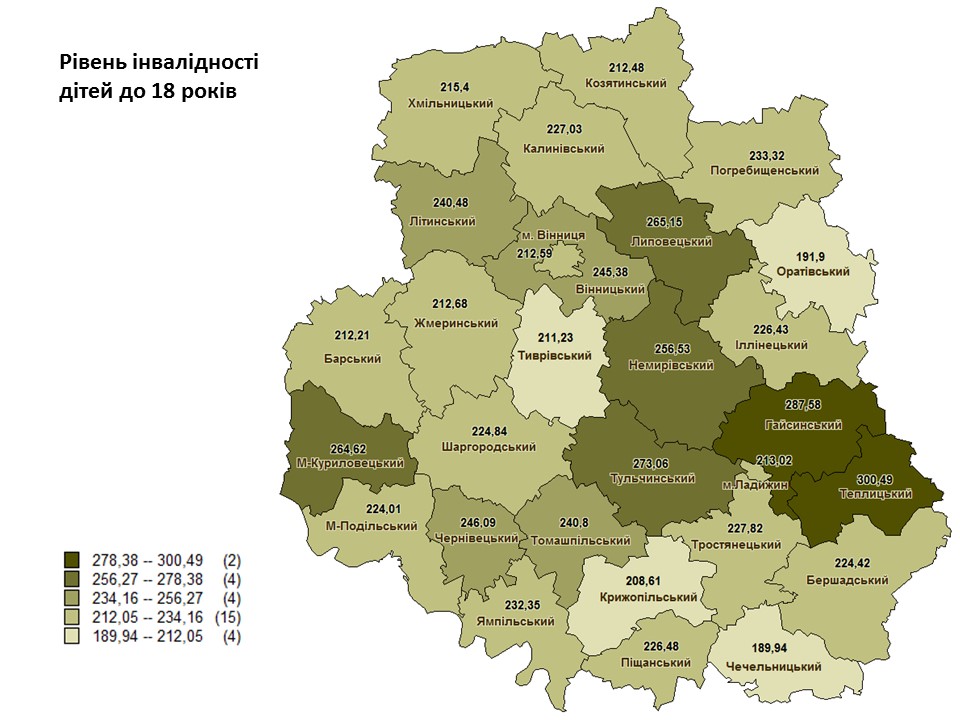 Рівень інвалідності
дітей до 18 років
212,48
Козятинський
215,4
Хмільницький
227,03
Калинівський
233,32
Погребищенський
240,48
Літинський
265,15
Липовецький
м. Вінниця
212,59
245,38
Вінницький
191,9
Оратівський
212,68
Жмеринський
212,21
Барський
211,23
Тиврівський
256,53
Немирівський
226,43
Іллінецький
287,58
Гайсинський
224,84
Шаргородський
264,62
М-Куриловецький
273,06
Тульчинський
213,02
м.Ладижин
300,49
Теплицький
224,01
М-Подільський
246,09
Чернівецький
240,8
Томашпільський
227,82
Тростянецький
224,42
Бершадський
208,61
Крижопільський
232,35
Ямпільський
226,48
Піщанський
189,94
Чечельницький
278,38 -- 300,49 (2)
256,27 -- 278,38 (4)
234,16 -- 256,27 (4)
212,05 -- 234,16 (15)
189,94 -- 212,05 (4)